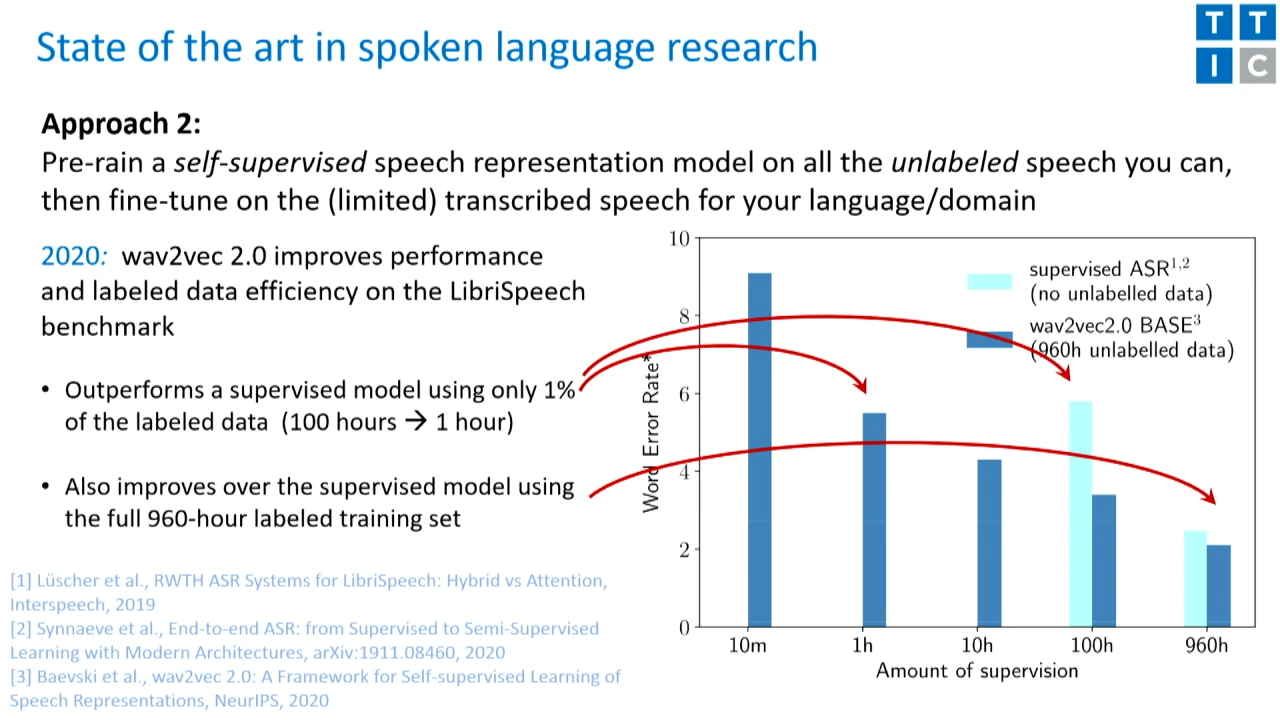 State of the art in spoken language research
T T
I C
Approach 2:
Pre-rain a self-supervised speech representation model on all the unlabeled speech you can,
then fine-tune on the (limited) transcribed speech for your language/domain
2020: wav2vec 2.0 improves performance
and labeled data efficiency on the LibriSpeech
benchmark
• Outperforms a supervised model using only 1%
of the labeled data (100 hours → 1 hour)
• Also improves over the supervised model using
the full 960-hour labeled training set
[1] Lüscher et al., RWTH ASR Systems for LibriSpeech: Hybrid vs Attention,
Interspeech, 2019
[2] Synnaeve et al., End-to-end ASR: from Supervised to Semi-Supervised
Learning with Modern Architectures, arXiv:1911.08460, 2020
[3] Baevski et al., wav2vec 2.0: A Framework for Self-supervised Learning of
Speech Representations, NeurIPS, 2020
Word Error Rate*
10
8
6
4
2
0
supervised ASR1,2
(no unlabelled data)
wav2vec2.0 BASE3
(960h unlabelled data)
10m 1h 10h 100h 960h
Amount of supervision